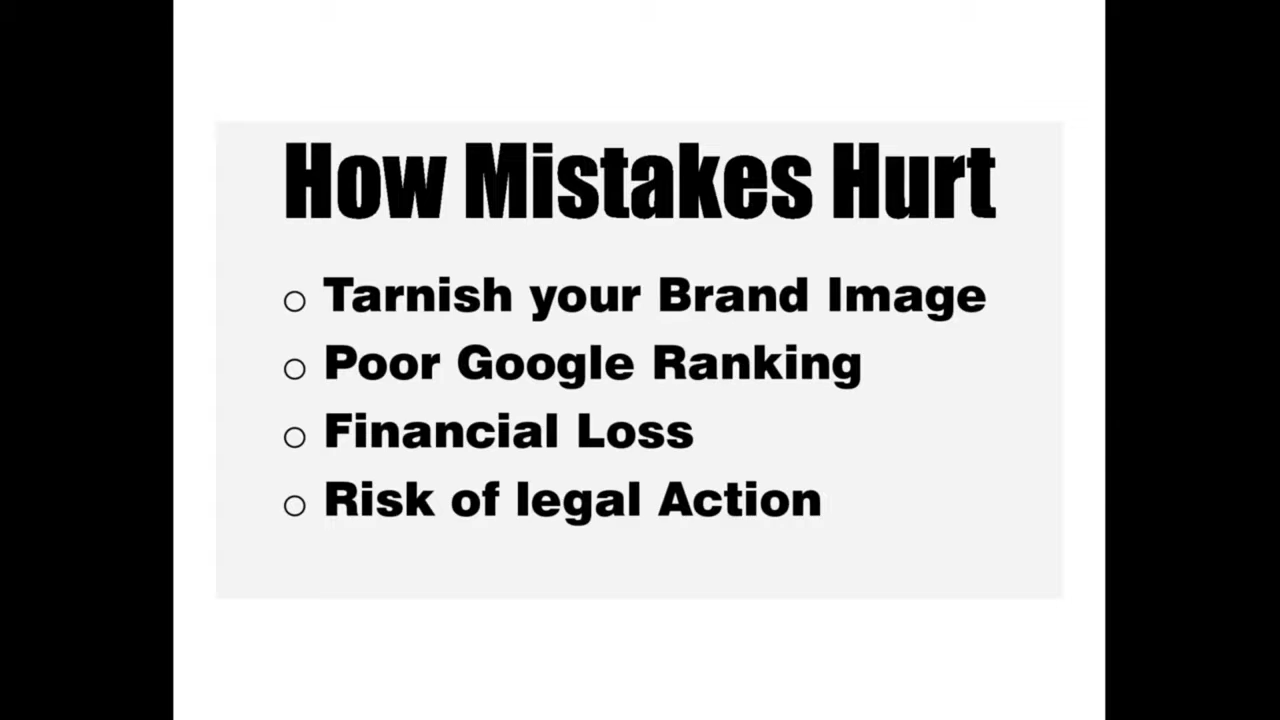 How Mistakes Hurt
Tarnish your Brand Image
Poor Google Ranking
Financial Loss
Risk of legal Action